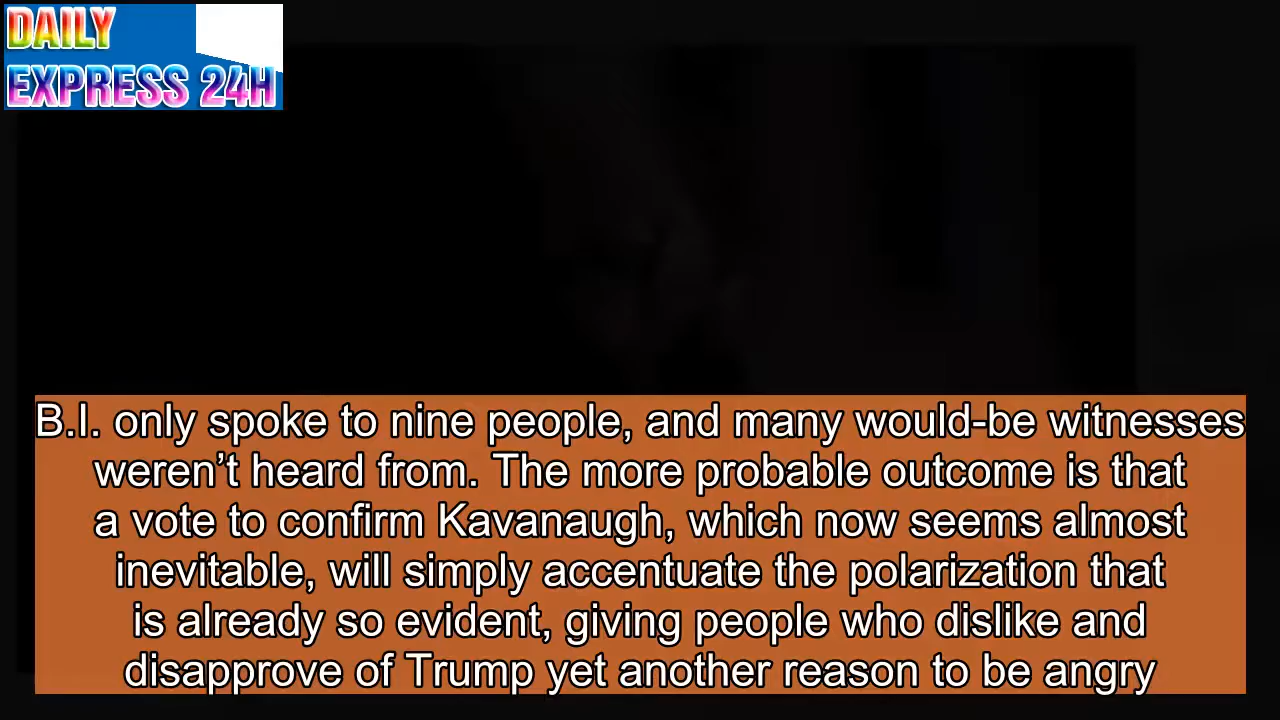 DAILY
EXPRESS 24H
B.I. only spoke to nine people, and many would-be witnesses
weren’t heard from. The more probable outcome is that
a vote to confirm Kavanaugh, which now seems almost
inevitable, will simply accentuate the polarization that
is already so evident, giving people who dislike and
disapprove of Trump yet another reason to be angry